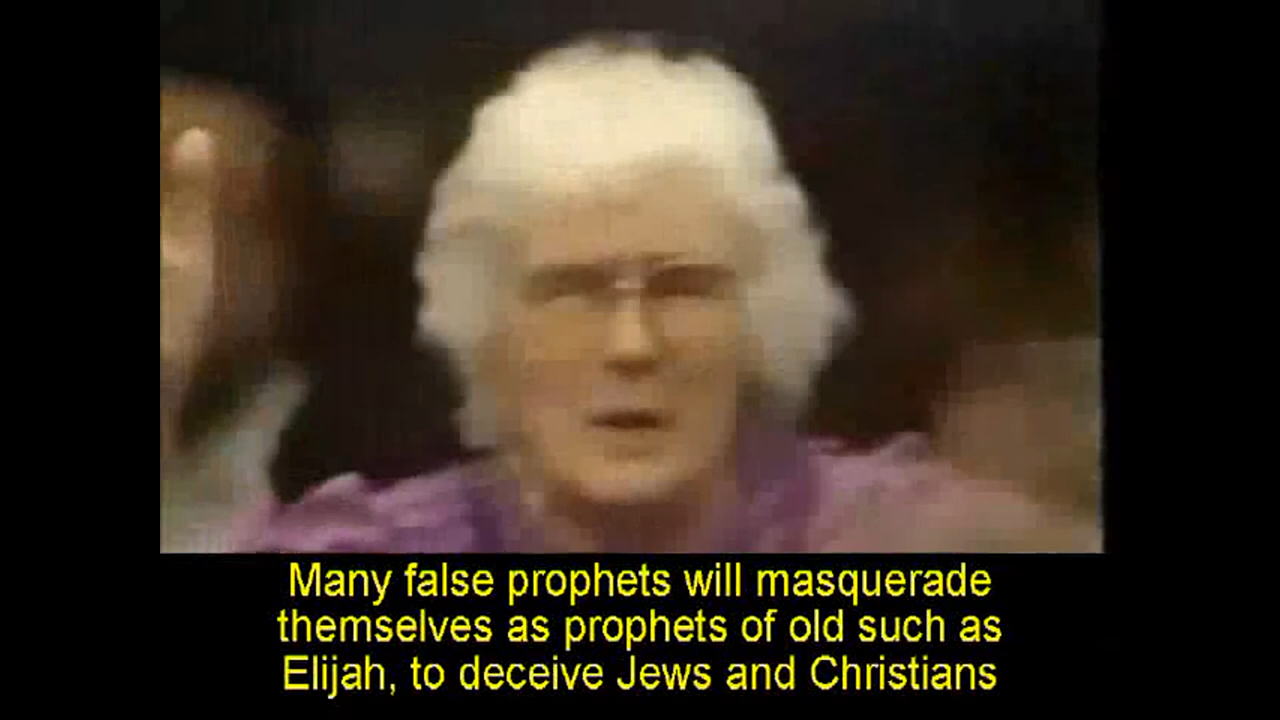 Many false prophets will masquerade
themselves as prophets of old such as
Elijah, to deceive Jews and Christians